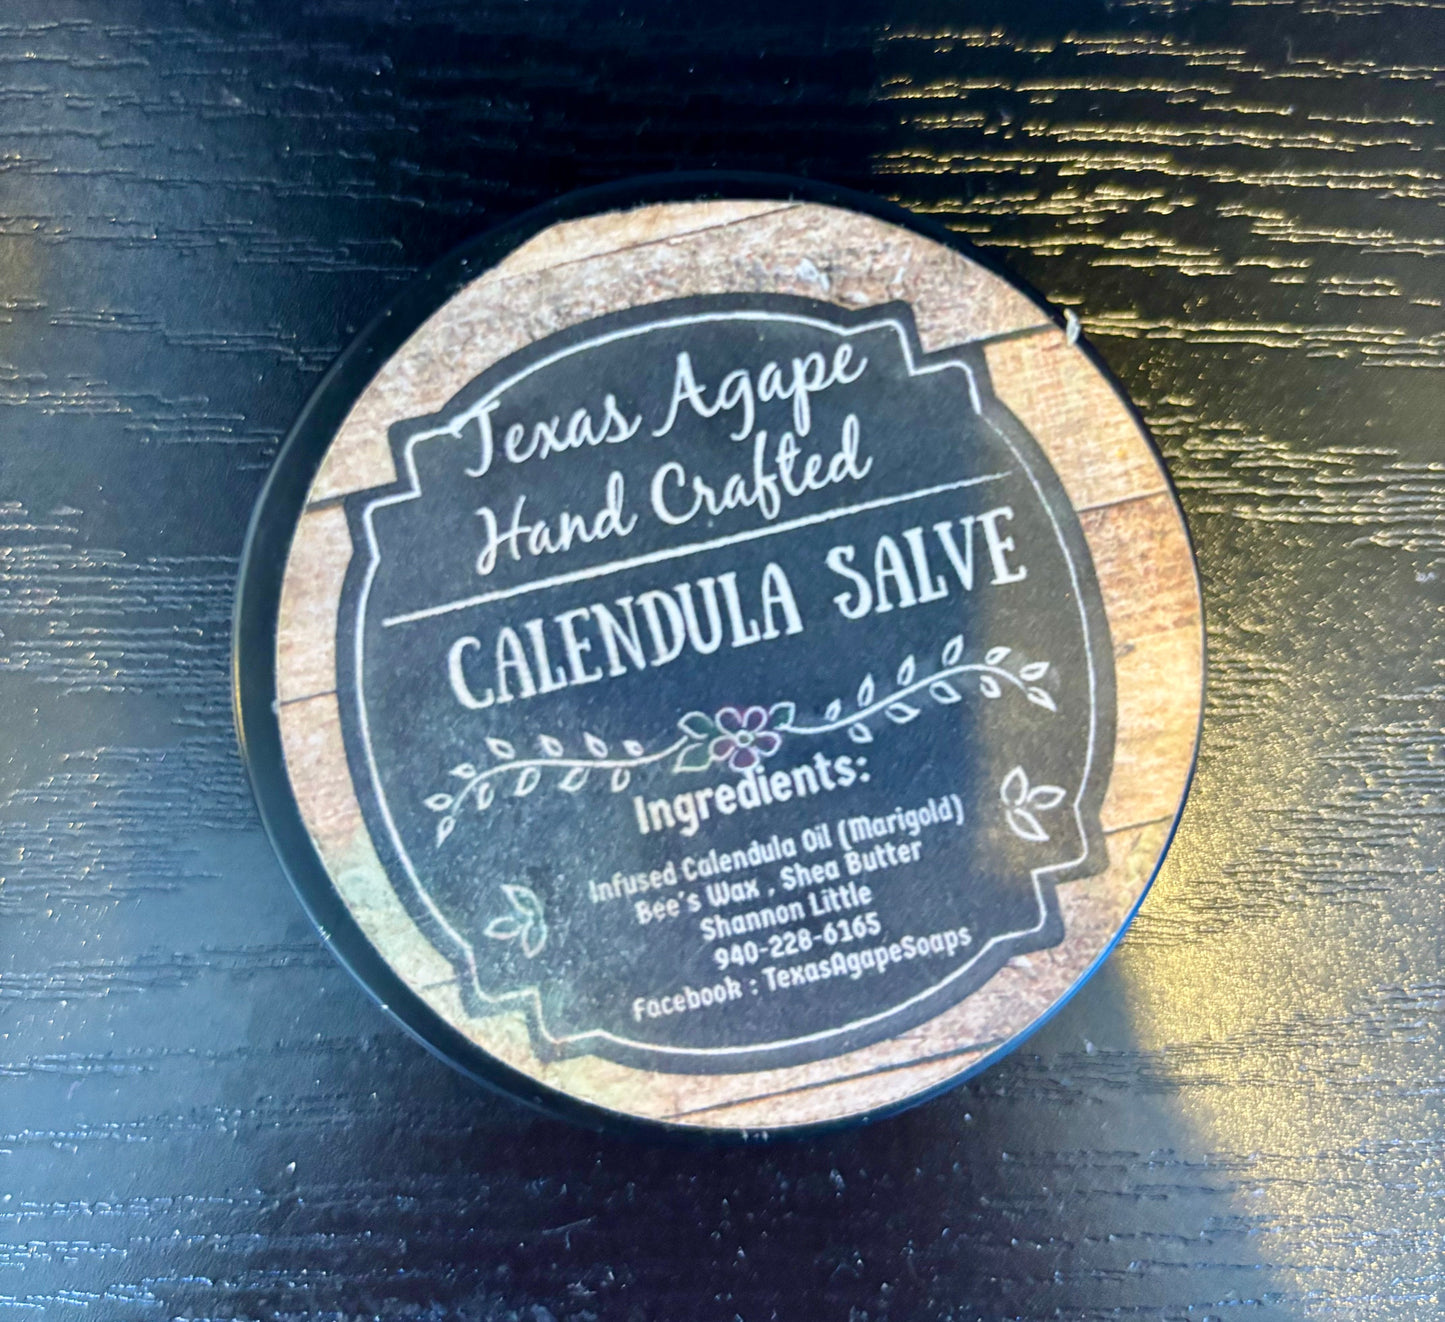 Texas Agape
Hand Crafted
CALENDULA SALVE
Ingredients:
Infused Calendula Oil (Marigold)
Bee's Wax , Shea Butter
Shannon Little
940-228-6165
Facebook : TexasAgapeSoaps